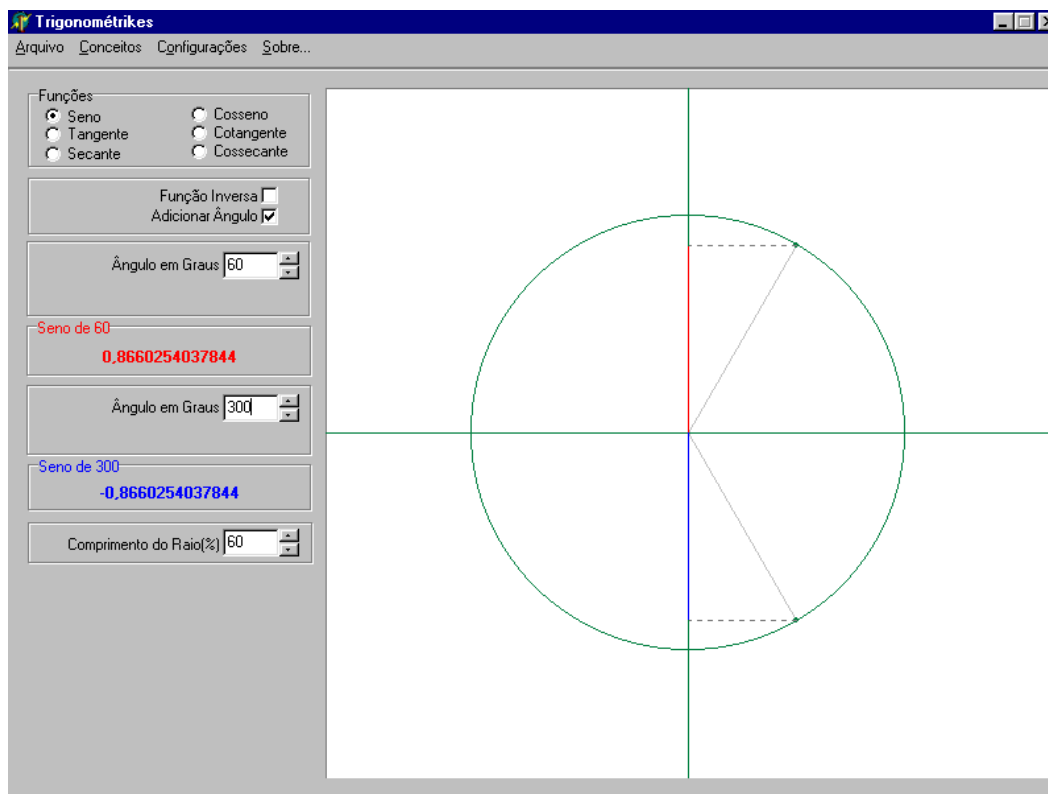 Trigonométrikes
Arquivo Conceitos Configurações Sobre...
Funções
Seno Cosseno
Tangente Cotangente
Secante Cossecante
Função Inversa
Adicionar Ângulo
Ângulo em Graus 60
Seno de 60
0,8660254037844
Ângulo em Graus 300
Seno de 300
-0,8660254037844
Comprimento do Raio(%) 60